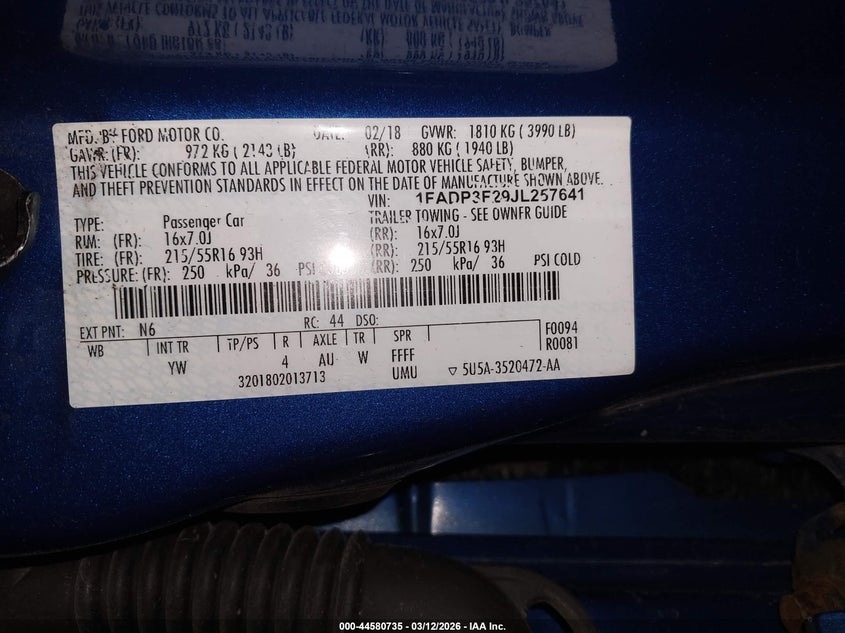 MFD. BY FORD MOTOR CO. DATE: 02/18 GVWR: 1810 KG ( 3990 LB)
GAWR: (FR): 972 KG ( 2143 LB) (RR): 880 KG ( 1940 LB)
THIS VEHICLE CONFORMS TO ALL APPLICABLE FEDERAL MOTOR VEHICLE SAFETY, BUMPER,
AND THEFT PREVENTION STANDARDS IN EFFECT ON THE DATE OF MANUFACTURE SHOWN ABOVE.
VIN: 1FADP3F29JL257641
TYPE: Passenger Car TRAILER TOWING - SEE OWNER GUIDE
RIM: (FR): 16x7.0J (RR): 16x7.0J
TIRE: (FR): 215/55R16 93H (RR): 215/55R16 93H
PRESSURE: (FR): 250 kPa/ 36 PSI COLD (RR): 250 kPa/ 36 PSI COLD
EXT PNT: N6 RC: 44 DSO: F0094
R0081
WB INT TR TP/PS R AXLE TR SPR
YW 4 AU W FFFF
3201802013713 UMU ▽ 5U5A-3520472-AA
000-44580735 - 03/12/2026 - IAA Inc.